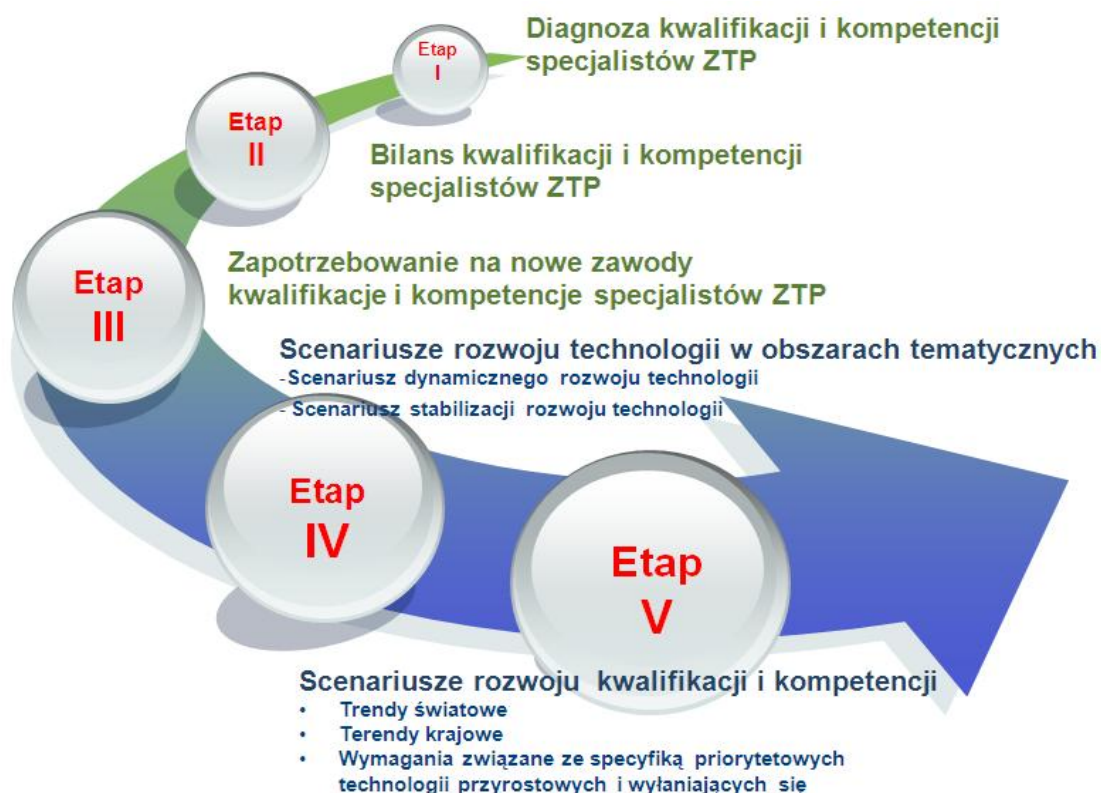 Etap
I
Diagnoza kwalifikacji i kompetencji
specjalistów ZTP
Etap
II
Bilans kwalifikacji i kompetencji
specjalistów ZTP
Etap
III
Zapotrzebowanie na nowe zawody
kwalifikacje i kompetencje specjalistów ZTP
Scenariusze rozwoju technologii w obszarach tematycznych
-Scenariusz dynamicznego rozwoju technologii
- Scenariusz stabilizacji rozwoju technologii
Etap
IV
Etap
V
Scenariusze rozwoju kwalifikacji i kompetencji
• Trendy światowe
• Terendy krajowe
• Wymagania związane ze specyfiką priorytetowych
technologii przyrostowych i wyłaniających się